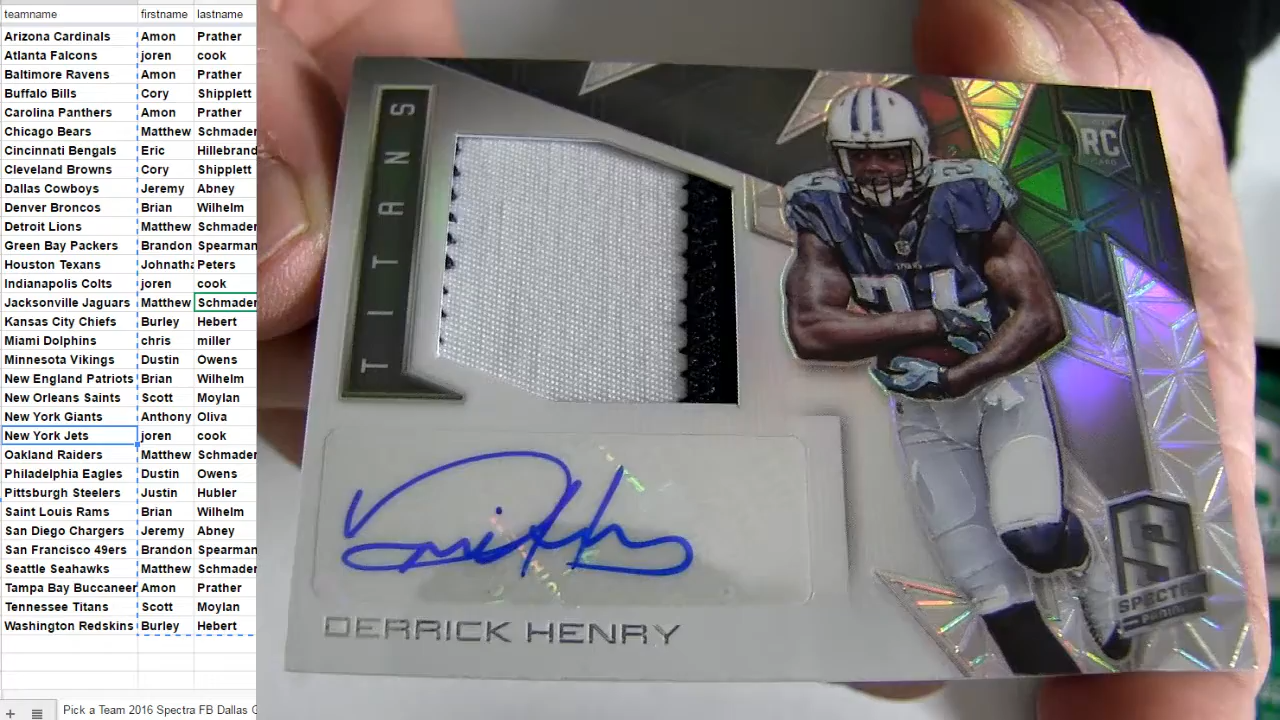 teamname firstname lastname
Arizona Cardinals Amon Prather
Atlanta Falcons joren cook
Baltimore Ravens Amon Prather
Buffalo Bills Cory Shipplett
Carolina Panthers Amon Prather
Chicago Bears Matthew Schmader
Cincinnati Bengals Eric Hillebrand
Cleveland Browns Cory Shipplett
Dallas Cowboys Jeremy Abney
Denver Broncos Brian Wilhelm
Detroit Lions Matthew Schmader
Green Bay Packers Brandon Spearman
Houston Texans Johnatha Peters
Indianapolis Colts joren cook
Jacksonville Jaguars Matthew Schmader
Kansas City Chiefs Burley Hebert
Miami Dolphins chris miller
Minnesota Vikings Dustin Owens
New England Patriots Brian Wilhelm
New Orleans Saints Scott Moylan
New York Giants Anthony Oliva
New York Jets joren cook
Oakland Raiders Matthew Schmader
Philadelphia Eagles Dustin Owens
Pittsburgh Steelers Justin Hubler
Saint Louis Rams Brian Wilhelm
San Diego Chargers Jeremy Abney
San Francisco 49ers Brandon Spearman
Seattle Seahawks Matthew Schmader
Tampa Bay Buccaneer Amon Prather
Tennessee Titans Scott Moylan
Washington Redskins Burley Hebert
Pick a Team 2016 Spectra FB Dallas
TITANS
RC
CARD
TITANS
21
DERRICK HENRY
SPECTRA
PANINI